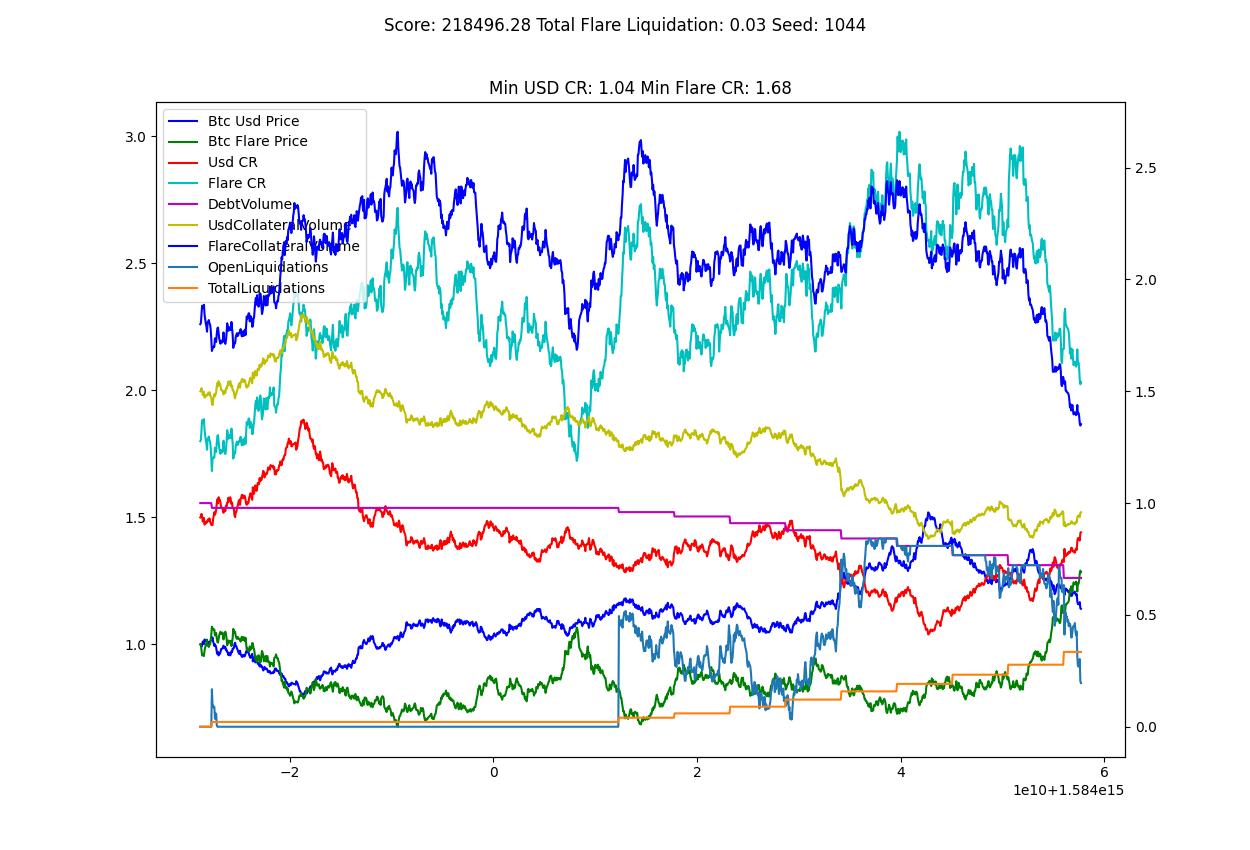 Score: 218496.28 Total Flare Liquidation: 0.03 Seed: 1044
Min USD CR: 1.04 Min Flare CR: 1.68
Btc Usd Price
Btc Flare Price
Usd CR
Flare CR
DebtVolume
UsdCollateralVolume
FlareCollateralVolume
OpenLiquidations
TotalLiquidations
3.0
2.5
2.0
1.5
1.0
2.5
2.0
1.5
1.0
0.5
0.0
−2
0
2
4
6
1e10+1.584e15